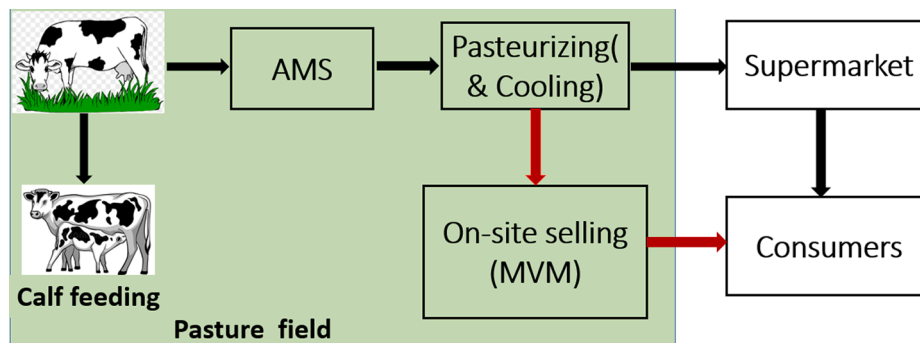 AMS
Pasteurizing(
& Cooling)
Supermarket
On-site selling
(MVM)
Consumers
Calf feeding
Pasture field